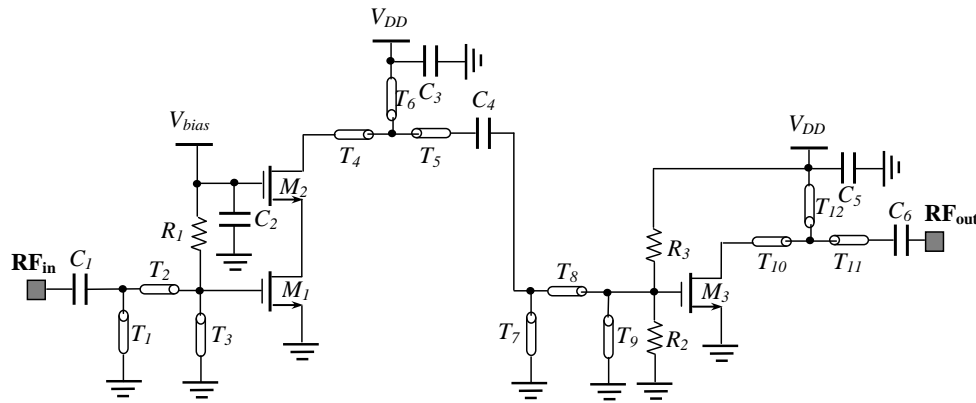 V_DD
C_3
T_6
C_4
V_bias
T_4
T_5
V_DD
M_2
C_2
R_1
C_5
T_12
C_6
RF_out
R_3
T_10
T_11
RF_in
C_1
T_2
M_1
T_8
M_3
T_1
T_3
T_7
T_9
R_2